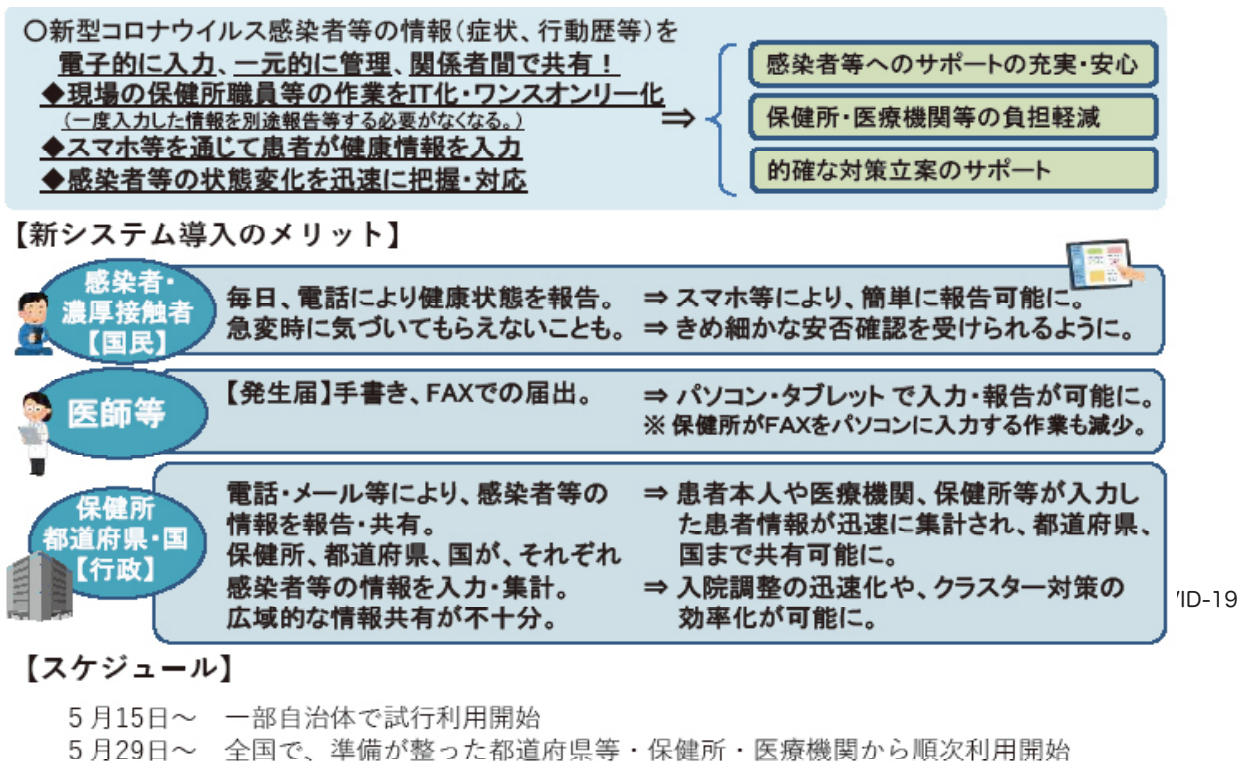 〇新型コロナウイルス感染者等の情報(症状、行動歴等)を
電子的に入力、一元的に管理、関係者間で共有！
◆現場の保健所職員等の作業をIT化・ワンスオンリー化
(一度入力した情報を別途報告等する必要がなくなる。)
◆スマホ等を通じて患者が健康情報を入力
◆感染者等の状態変化を迅速に把握・対応
⇒
感染者等へのサポートの充実・安心
保健所・医療機関等の負担軽減
的確な対策立案のサポート
【新システム導入のメリット】
感染者・
濃厚接触者
【国民】
毎日、電話により健康状態を報告。
急変時に気づいてもらえないことも。
⇒ スマホ等により、簡単に報告可能に。
⇒ きめ細かな安否確認を受けられるように。
医師等
【発生届】手書き、FAXでの届出。
⇒ パソコン・タブレット で入力・報告が可能に。
※ 保健所がFAXをパソコンに入力する作業も減少。
保健所
都道府県・国
【行政】
電話・メール等により、感染者等の
情報を報告・共有。
保健所、都道府県、国が、それぞれ
感染者等の情報を入力・集計。
広域的な情報共有が不十分。
⇒ 患者本人や医療機関、保健所等が入力し
た患者情報が迅速に集計され、都道府県、
国まで共有可能に。
⇒ 入院調整の迅速化や、クラスター対策の
効率化が可能に。
ID-19
【スケジュール】
5月15日～ 一部自治体で試行利用開始
5月29日～ 全国で、準備が整った都道府県等・保健所・医療機関から順次利用開始